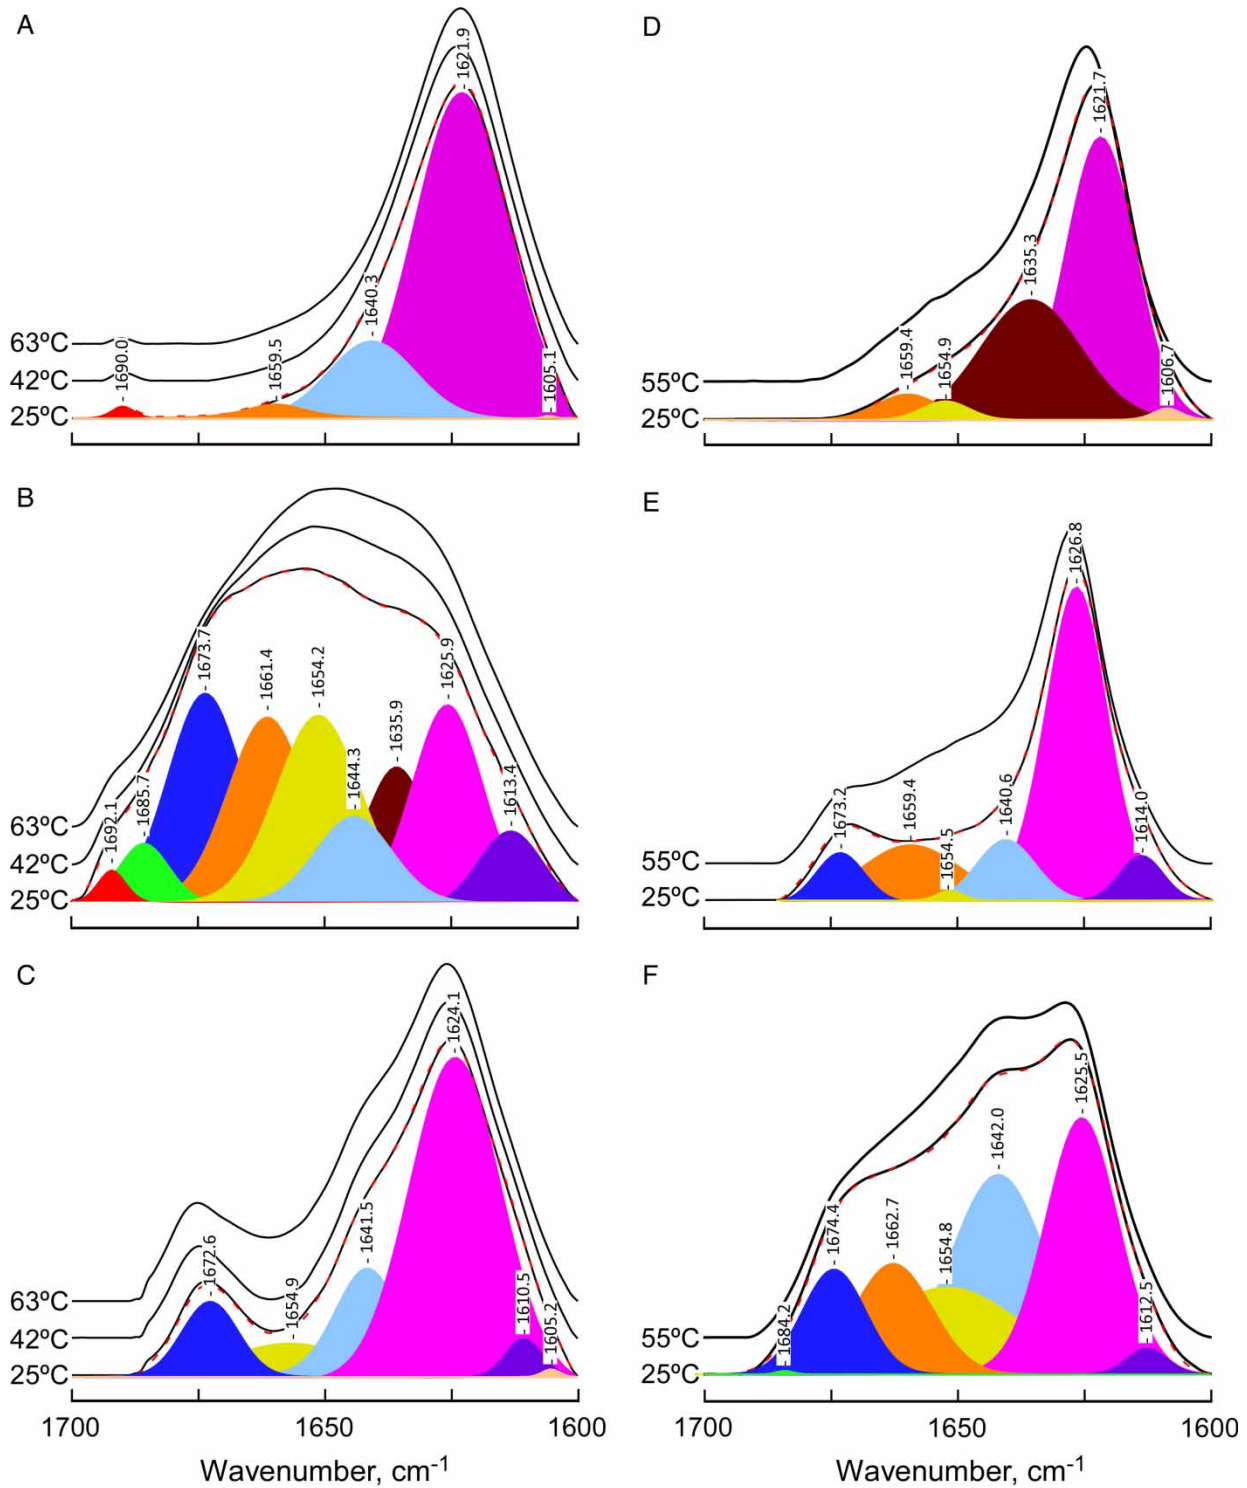 A
1690.0
1659.5
1640.3
1621.9
1605.1
63ºC
42ºC
25ºC
B
1692.1
1685.7
1673.7
1661.4
1654.2
1644.3
1635.9
1625.9
1613.4
63ºC
42ºC
25ºC
C
1672.6
1654.9
1641.5
1624.1
1610.5
1605.2
63ºC
42ºC
25ºC
1700 1650 1600
Wavenumber, cm-1
D
1659.4
1654.9
1635.3
1621.7
1606.7
55ºC
25ºC
E
1673.2
1659.4
1654.5
1640.6
1626.8
1614.0
55ºC
25ºC
F
1684.2
1674.4
1662.7
1654.8
1642.0
1625.5
1612.5
55ºC
25ºC
1700 1650 1600
Wavenumber, cm-1